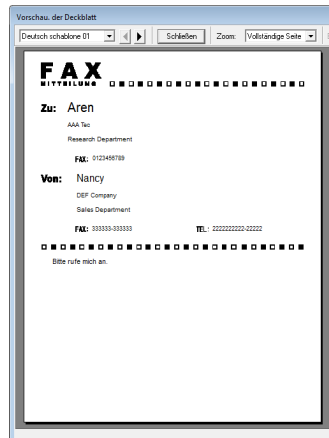 Vorschau. der Deckblatt
Deutsch schablone 01 Schließen Zoom: Vollständige Seite
FAX
MITTEILUNG
Zu: Aren
AAA Tec
Research Department
FAX: 0123456789
Von: Nancy
DEF Company
Sales Department
FAX: 333333-333333 TEL: 2222222222-22222
Bitte rufe mich an.